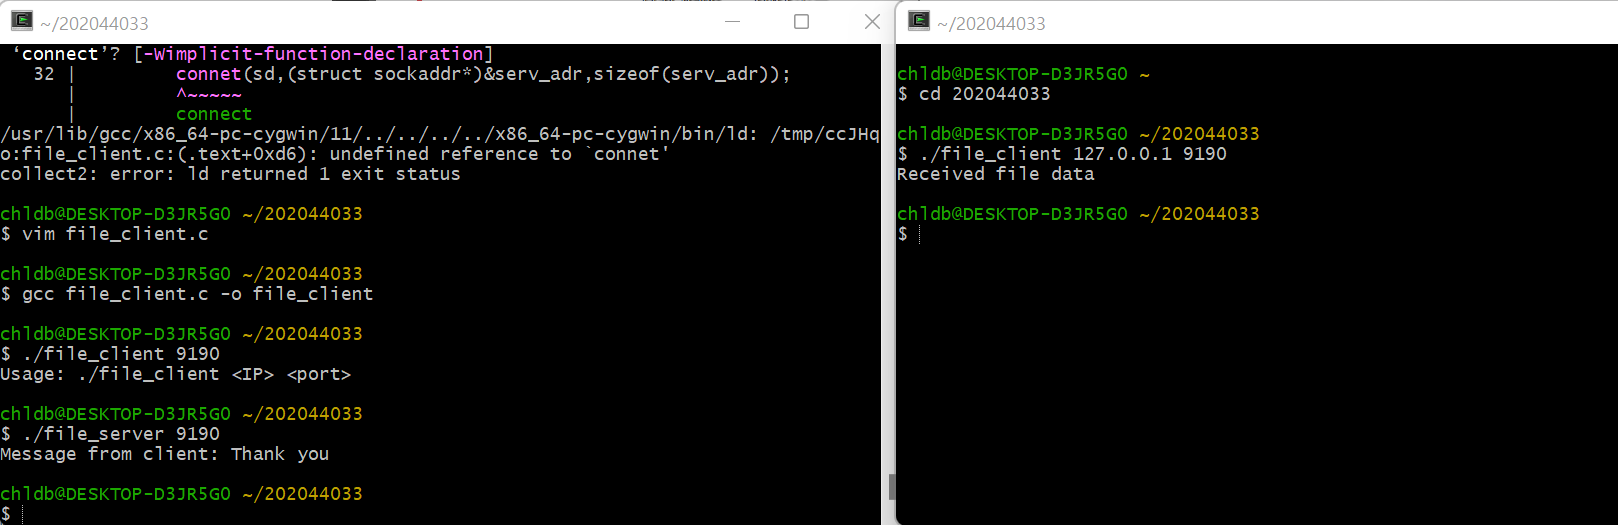 ~/202044033
‘connect’? [-Wimplicit-function-declaration]
32 | connet(sd,(struct sockaddr*)&serv_adr,sizeof(serv_adr));
| ^~~~~~
| connect
/usr/lib/gcc/x86_64-pc-cygwin/11/../../../../x86_64-pc-cygwin/bin/ld: /tmp/ccJHq
o:file_client.c:(.text+0xd6): undefined reference to `connet'
collect2: error: ld returned 1 exit status
chldb@DESKTOP-D3JR5G0 ~/202044033
$ vim file_client.c
chldb@DESKTOP-D3JR5G0 ~/202044033
$ gcc file_client.c -o file_client
chldb@DESKTOP-D3JR5G0 ~/202044033
$ ./file_client 9190
Usage: ./file_client <IP> <port>
chldb@DESKTOP-D3JR5G0 ~/202044033
$ ./file_server 9190
Message from client: Thank you
chldb@DESKTOP-D3JR5G0 ~/202044033
$
~/202044033
chldb@DESKTOP-D3JR5G0 ~
$ cd 202044033
chldb@DESKTOP-D3JR5G0 ~/202044033
$ ./file_client 127.0.0.1 9190
Received file data
chldb@DESKTOP-D3JR5G0 ~/202044033
$